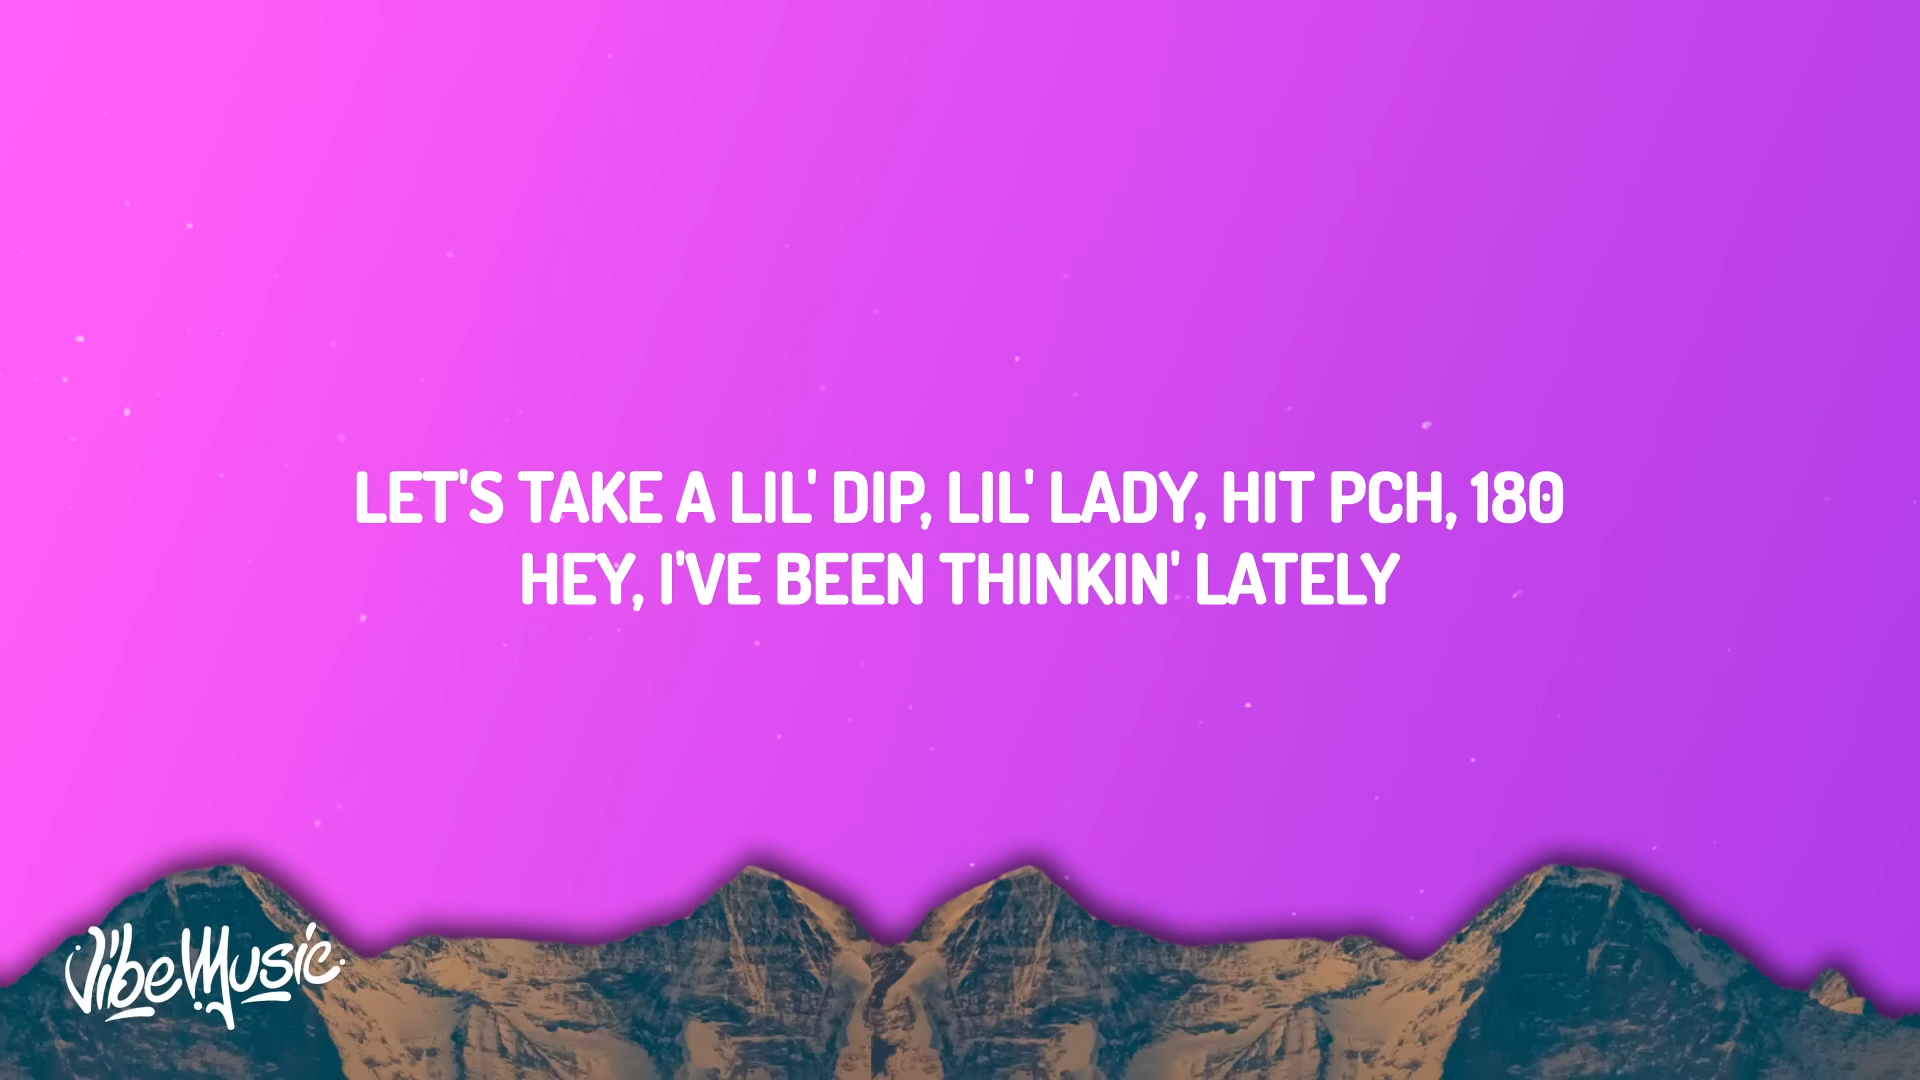 LET'S TAKE A LIL' DIP, LIL' LADY, HIT PCH, 180
HEY, I'VE BEEN THINKIN' LATELY
VibeMusic